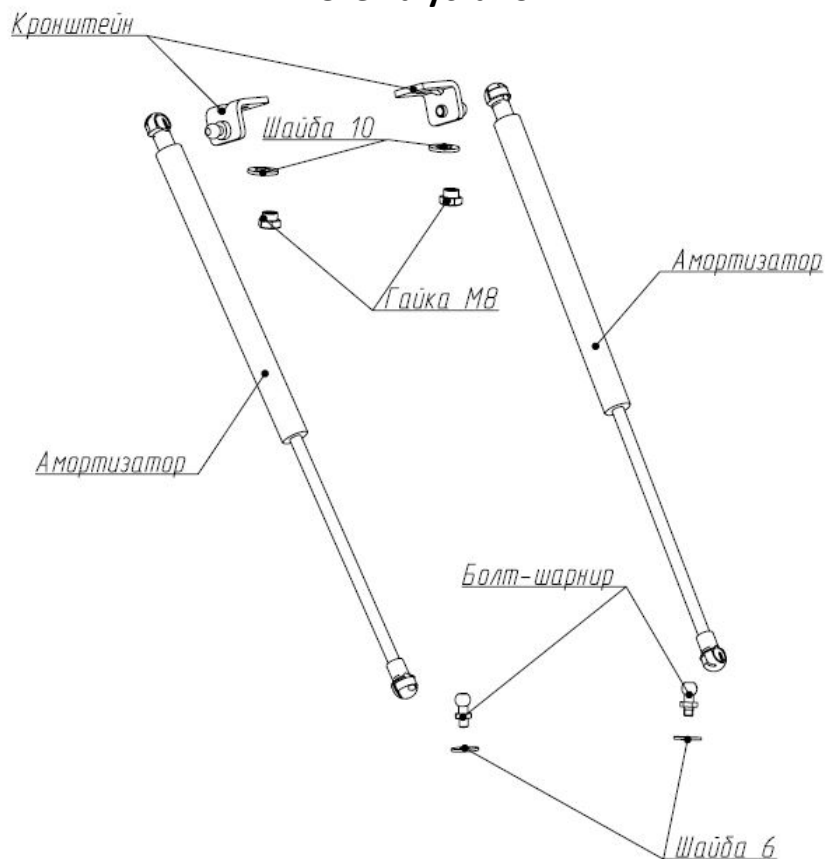 Кронштейн
Шайба 10
Амортизатор
Гайка М8
Амортизатор
Болт-шарнир
Шайба 6